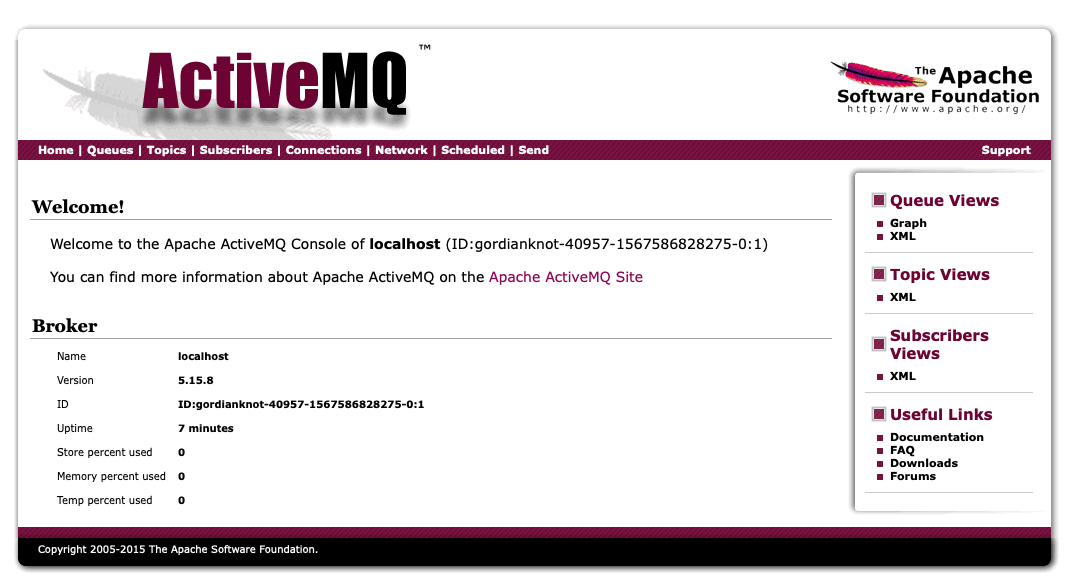 ActiveMQ™
The Apache
Software Foundation
http://www.apache.org/
Home | Queues | Topics | Subscribers | Connections | Network | Scheduled | Send
Support
Welcome!
Welcome to the Apache ActiveMQ Console of localhost (ID:gordianknot-40957-1567586828275-0:1)
You can find more information about Apache ActiveMQ on the Apache ActiveMQ Site
Broker
Name localhost
Version 5.15.8
ID ID:gordianknot-40957-1567586828275-0:1
Uptime 7 minutes
Store percent used 0
Memory percent used 0
Temp percent used 0
Queue Views
Graph
XML
Topic Views
XML
Subscribers
Views
XML
Useful Links
Documentation
FAQ
Downloads
Forums
Copyright 2005-2015 The Apache Software Foundation.